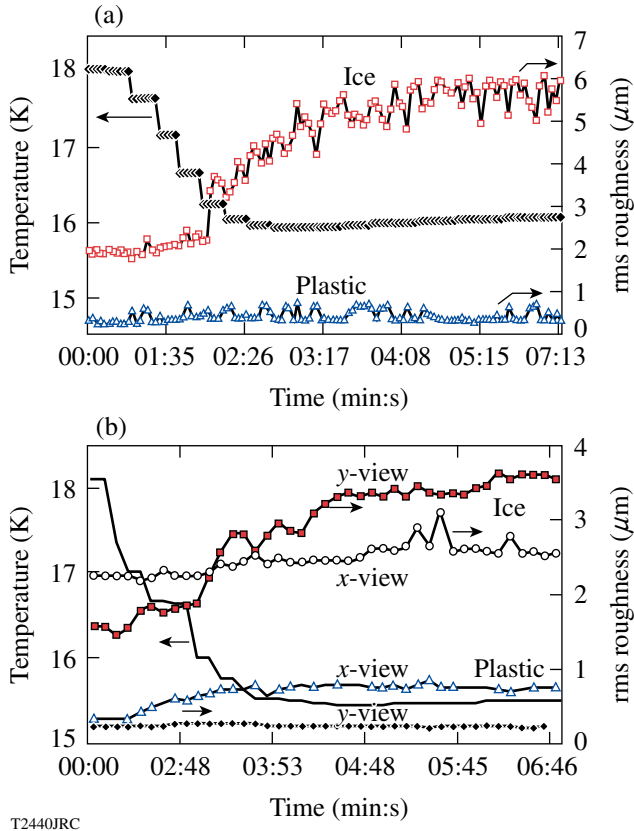 (a)
7
18
Ice
6
5
17
4
3
16
2
Plastic
1
15
0
00:00 01:35 02:26 03:17 04:08 05:15 07:13
Time (min:s)
Temperature (K)
rms roughness (μm)
(b)
4
y-view
18
Ice
3
17
x-view
2
16
x-view
Plastic
1
y-view
15
0
00:00 02:48 03:53 04:48 05:45 06:46
Time (min:s)
Temperature (K)
rms roughness (μm)
T2440JRC